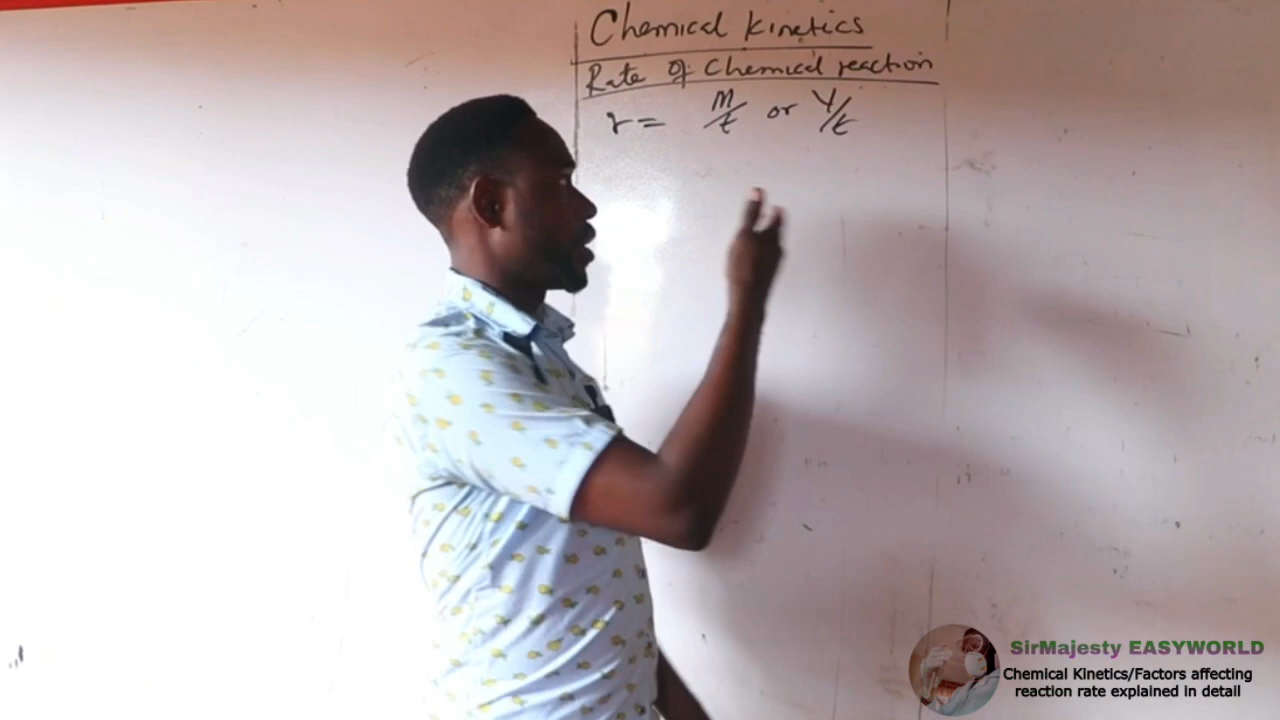 Chemical Kinetics
Rate of Chemical reaction
r = M/t or V/t
SirMajesty EASYWORLD
Chemical Kinetics/Factors affecting
reaction rate explained in detail